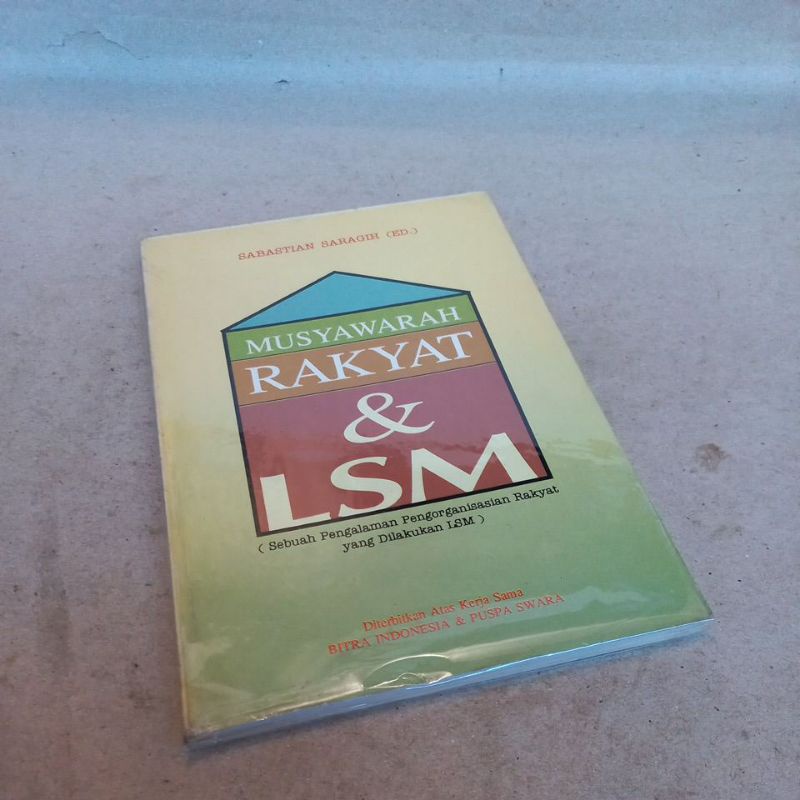 SABASTIAN SARAGIH (ED.)
MUSYAWARAH
RAKYAT
&
LSM
( Sebuah Pengalaman Pengorganisasian Rakyat
yang Dilakukan LSM )
Diterbitkan Atas Kerja Sama
BITRA INDONESIA & PUSPA SWARA